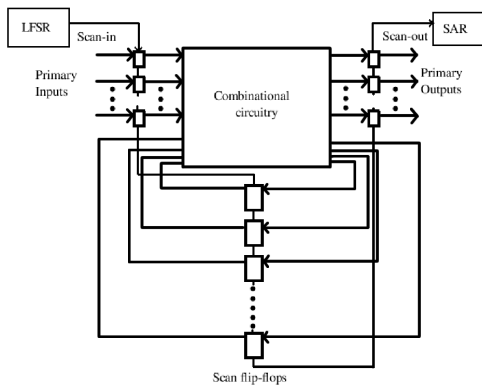 LFSR
Scan-in
Scan-out
SAR
Primary
Inputs
Combinational
circuitry
Primary
Outputs
Scan flip-flops